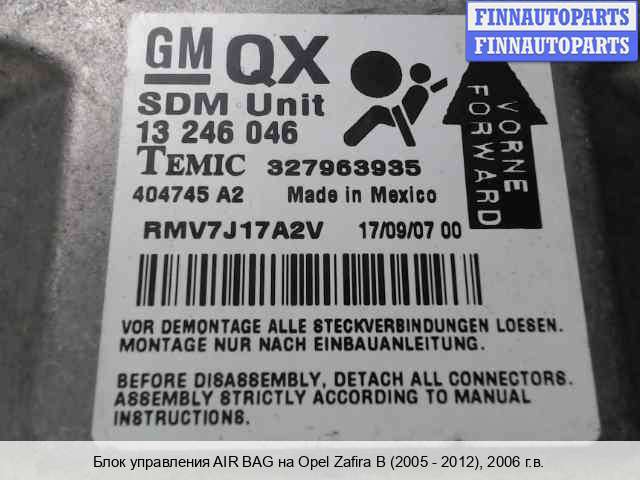 FINNAUTOPARTS
FINNAUTOPARTS
GM QX
SDM Unit
13 246 046
TEMIC 327963935
404745 A2 Made in Mexico
RMV7J17A2V 17/09/07 00
VORNE
FORWARD
VOR DEMONTAGE ALLE STECKVERBINDUNGEN LOESEN.
MONTAGE NUR NACH EINBAUANLEITUNG.
BEFORE DISASSEMBLY, DETACH ALL CONNECTORS.
ASSEMBLY STRICTLY ACCORDING TO MANUAL
INSTRUCTIONS.
Блок управления AIR BAG на Opel Zafira B (2005 - 2012), 2006 г.в.